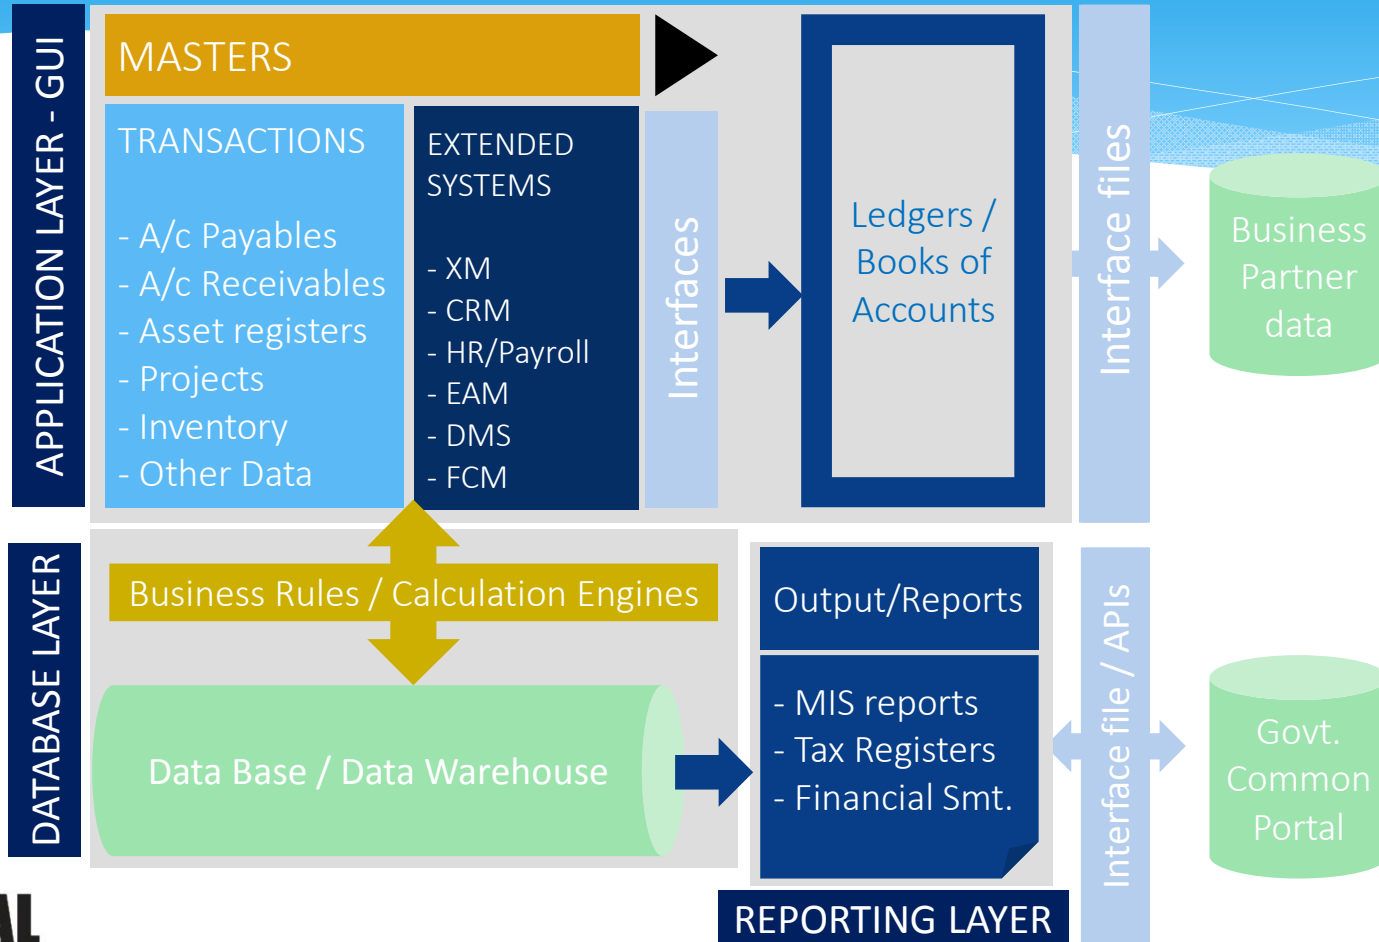 APPLICATION LAYER - GUI
MASTERS
TRANSACTIONS
- A/c Payables
- A/c Receivables
- Asset registers
- Projects
- Inventory
- Other Data
EXTENDED
SYSTEMS
- XM
- CRM
- HR/Payroll
- EAM
- DMS
- FCM
Interfaces
Ledgers /
Books of
Accounts
Interface files
Business
Partner
data
DATABASE LAYER
Business Rules / Calculation Engines
Data Base / Data Warehouse
Output/Reports
- MIS reports
- Tax Registers
- Financial Smt.
REPORTING LAYER
Interface file / APIs
Govt.
Common
Portal